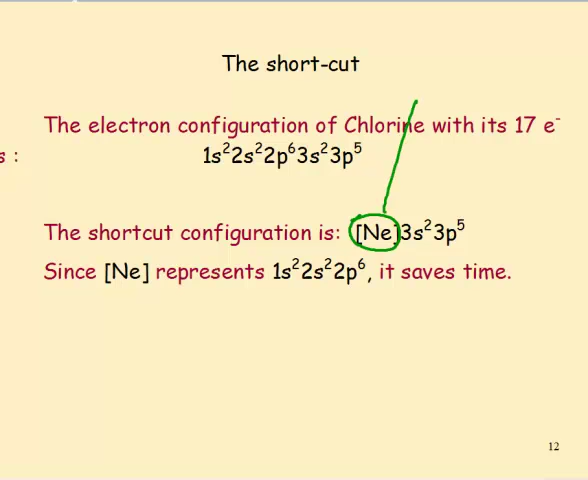 The short-cut
The electron configuration of Chlorine with its 17 e⁻
s : 1s²2s²2p⁶3s²3p⁵
The shortcut configuration is: [Ne]3s²3p⁵
Since [Ne] represents 1s²2s²2p⁶, it saves time.
12